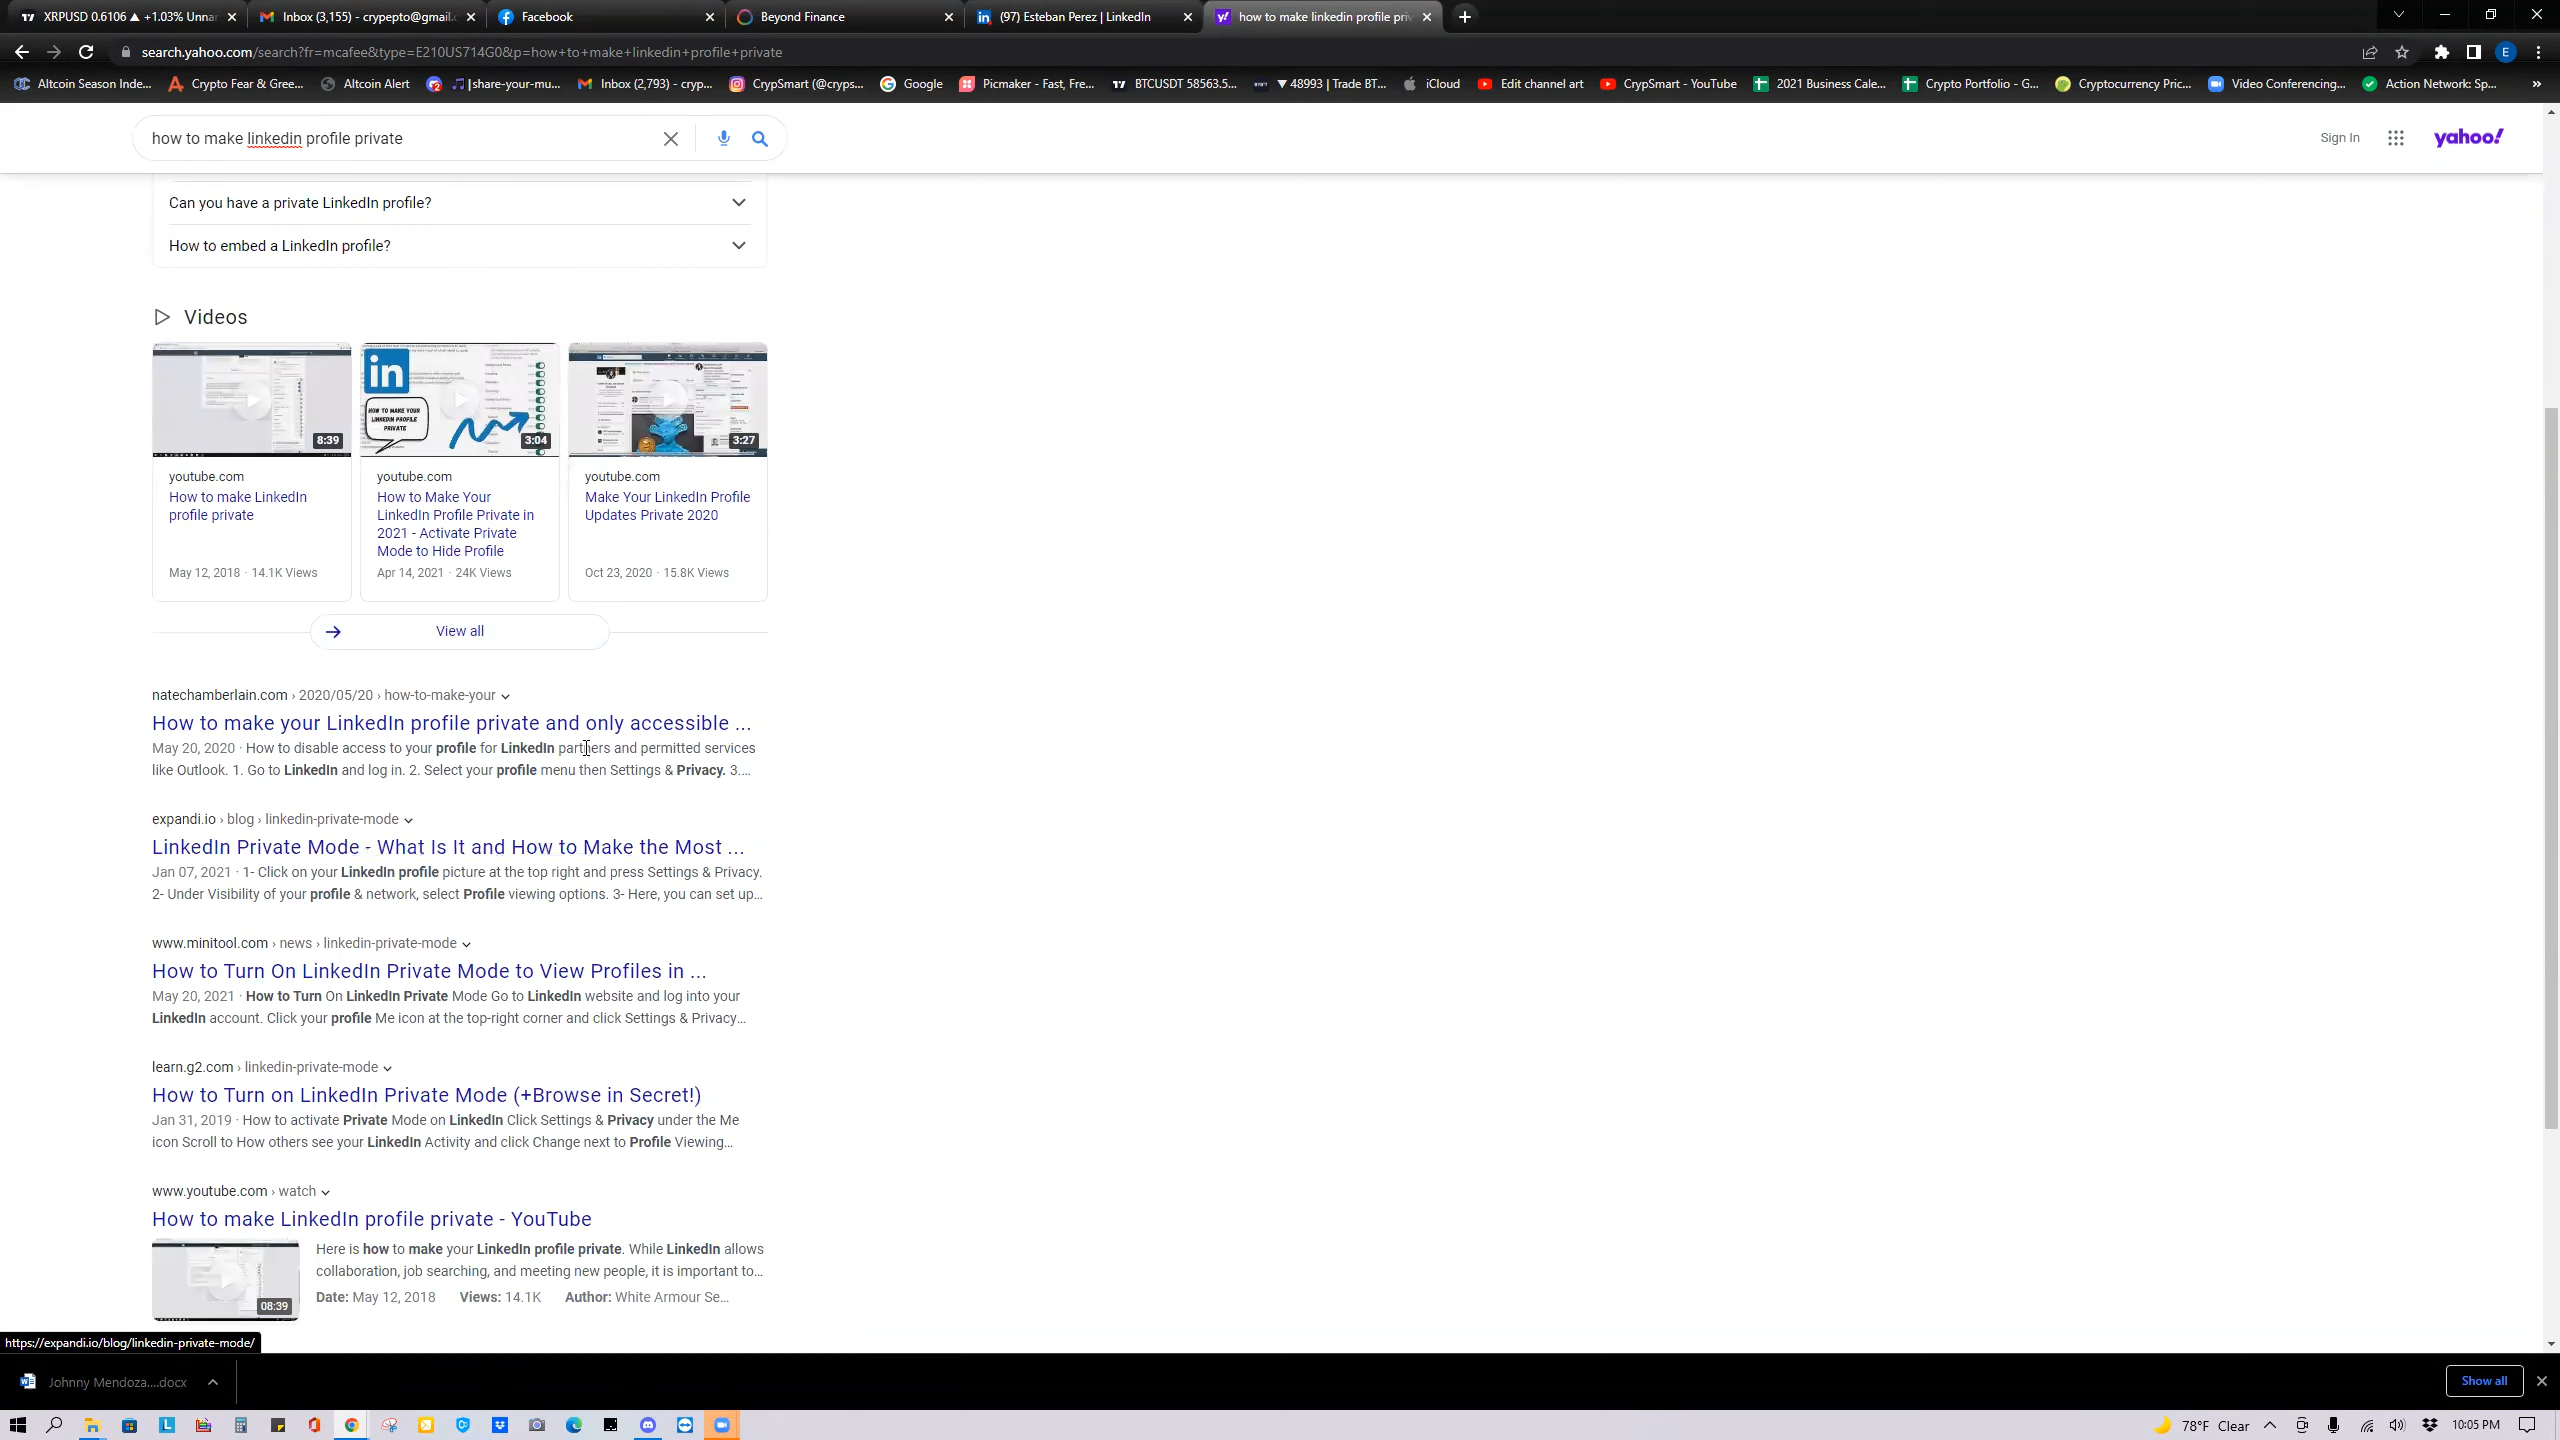 XRPUSD 0.6106 ▲ +1.03% Unnar
Inbox (3,155) - crypepto@gmail.c
Facebook
Beyond Finance
(97) Esteban Perez | LinkedIn
how to make linkedin profile priv
search.yahoo.com/search?fr=mcafee&type=E210US714G0&p=how+to+make+linkedin+profile+private
E
Altcoin Season Inde...
Crypto Fear & Gree...
Altcoin Alert
|share-your-mu...
Inbox (2,793) - cryp...
CrypSmart (@cryps...
Google
Picmaker - Fast, Fre...
BTCUSDT 58563.5...
▼ 48993 | Trade BT...
iCloud
Edit channel art
CrypSmart - YouTube
2021 Business Cale...
Crypto Portfolio - G...
Cryptocurrency Pric...
Video Conferencing...
Action Network: Sp...
»
how to make linkedin profile private
Sign In
yahoo!
Can you have a private LinkedIn profile?
How to embed a LinkedIn profile?
Videos
8:39
in
HOW TO MAKE YOUR
LINKEDIN PROFILE
PRIVATE
3:04
3:27
youtube.com
How to make LinkedIn
profile private
May 12, 2018 · 14.1K Views
youtube.com
How to Make Your
LinkedIn Profile Private in
2021 - Activate Private
Mode to Hide Profile
Apr 14, 2021 · 24K Views
youtube.com
Make Your LinkedIn Profile
Updates Private 2020
Oct 23, 2020 · 15.8K Views
View all
natechamberlain.com › 2020/05/20 › how-to-make-your
How to make your LinkedIn profile private and only accessible ...
May 20, 2020 · How to disable access to your profile for LinkedIn partners and permitted services
like Outlook. 1. Go to LinkedIn and log in. 2. Select your profile menu then Settings & Privacy. 3....
expandi.io › blog › linkedin-private-mode
LinkedIn Private Mode - What Is It and How to Make the Most ...
Jan 07, 2021 · 1- Click on your LinkedIn profile picture at the top right and press Settings & Privacy.
2- Under Visibility of your profile & network, select Profile viewing options. 3- Here, you can set up...
www.minitool.com › news › linkedin-private-mode
How to Turn On LinkedIn Private Mode to View Profiles in ...
May 20, 2021 · How to Turn On LinkedIn Private Mode Go to LinkedIn website and log into your
LinkedIn account. Click your profile Me icon at the top-right corner and click Settings & Privacy...
learn.g2.com › linkedin-private-mode
How to Turn on LinkedIn Private Mode (+Browse in Secret!)
Jan 31, 2019 · How to activate Private Mode on LinkedIn Click Settings & Privacy under the Me
icon Scroll to How others see your LinkedIn Activity and click Change next to Profile Viewing...
www.youtube.com › watch
How to make LinkedIn profile private - YouTube
Here is how to make your LinkedIn profile private. While LinkedIn allows
collaboration, job searching, and meeting new people, it is important to...
Date: May 12, 2018 Views: 14.1K Author: White Armour Se...
08:39
https://expandi.io/blog/linkedin-private-mode/
Johnny Mendoza....docx
Show all
78°F Clear
10:05 PM